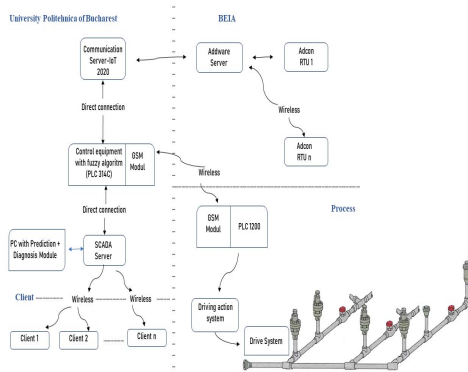 University Politehnica of Bucharest
BEIA
Communication
Server-IoT
2020
Addware
Server
Adcon
RTU 1
Direct connection
Wireless
Adcon
RTU n
Control equipment
with fuzzy algoritm
(PLC 314C)
GSM
Modul
Wireless
Direct connection
GSM
Modul
PLC 1200
Process
PC with Prediction +
Diagnosis Module
SCADA
Server
Client
Wireless
Wireless
Driving action
system
Client 1
Client 2
Client n
Drive System